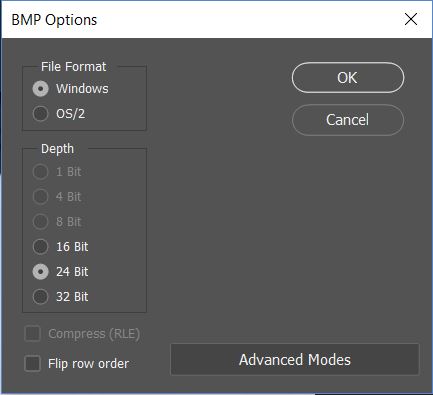 BMP Options
File Format
Windows
OS/2
OK
Cancel
Depth
1 Bit
4 Bit
8 Bit
16 Bit
24 Bit
32 Bit
Compress (RLE)
Flip row order
Advanced Modes